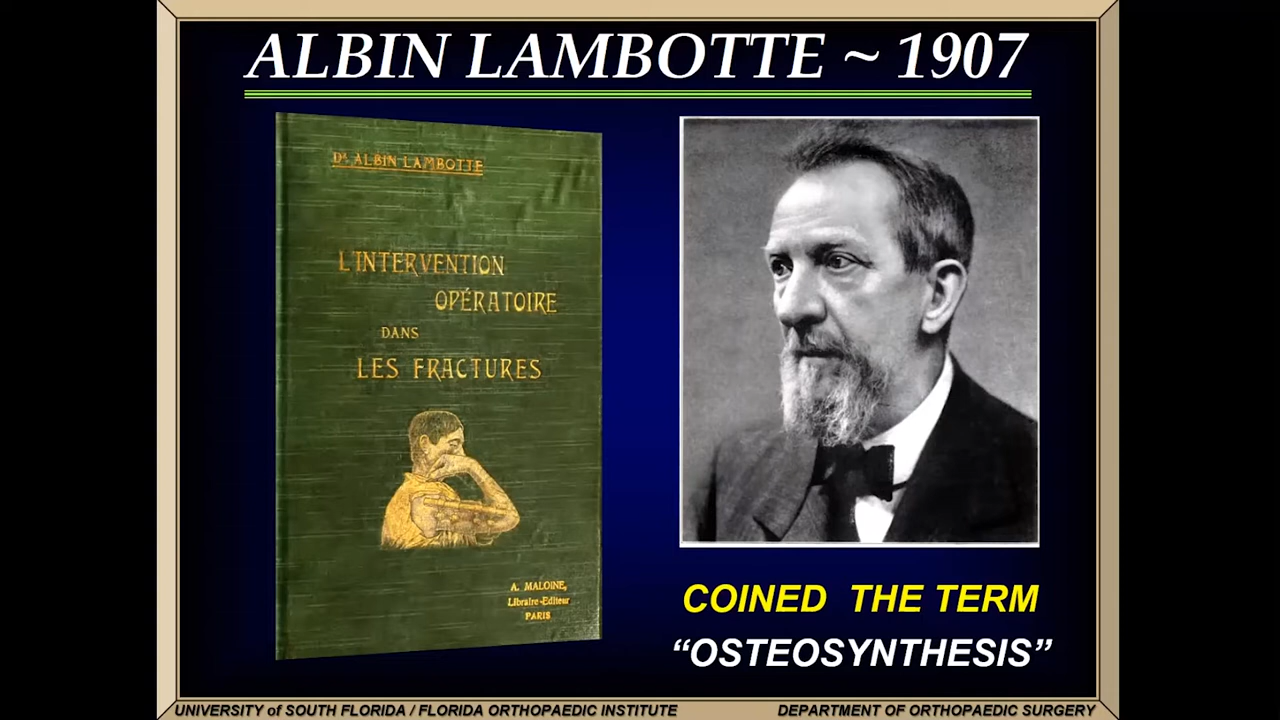 ALBIN LAMBOTTE ~ 1907
Dr ALBIN LAMBOTTE
L'INTERVENTION
OPÉRATOIRE
DANS
LES FRACTURES
A. MALOINE,
Libraire-Editeur
PARIS
COINED THE TERM
“OSTEOSYNTHESIS”
UNIVERSITY of SOUTH FLORIDA / FLORIDA ORTHOPAEDIC INSTITUTE
DEPARTMENT OF ORTHOPAEDIC SURGERY